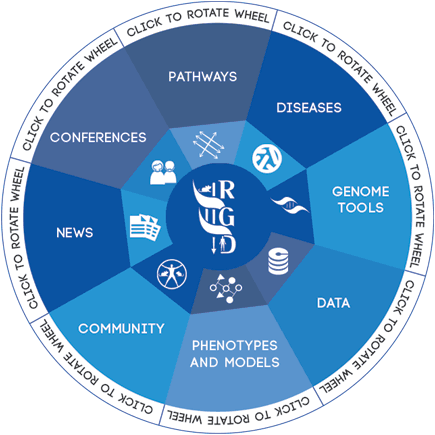 CLICK TO ROTATE WHEEL
CLICK TO ROTATE WHEEL
CLICK TO ROTATE WHEEL
CLICK TO ROTATE WHEEL
CLICK TO ROTATE WHEEL
CLICK TO ROTATE WHEEL
CLICK TO ROTATE WHEEL
CLICK TO ROTATE WHEEL
PATHWAYS
DISEASES
GENOME
TOOLS
DATA
PHENOTYPES
AND MODELS
COMMUNITY
NEWS
CONFERENCES
R
G
D